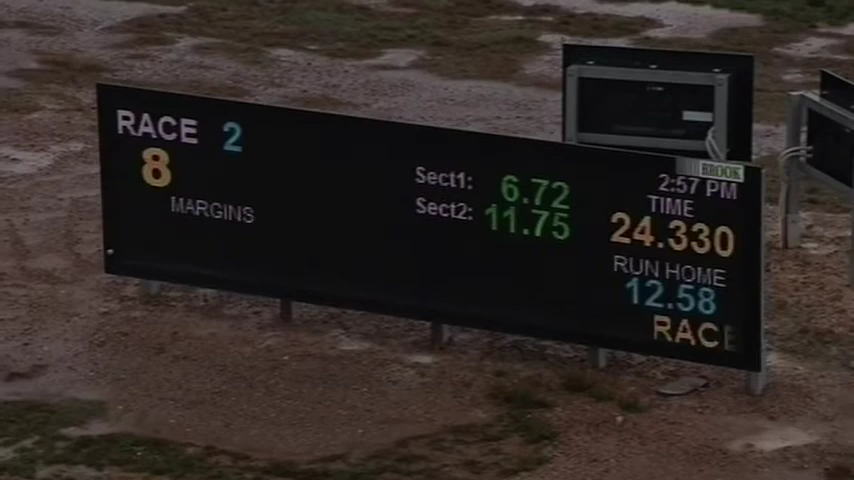 RACE 2
8
MARGINS
Sect1: 6.72
Sect2: 11.75
BROOK
2:57 PM
TIME
24.330
RUN HOME
12.58
RACE